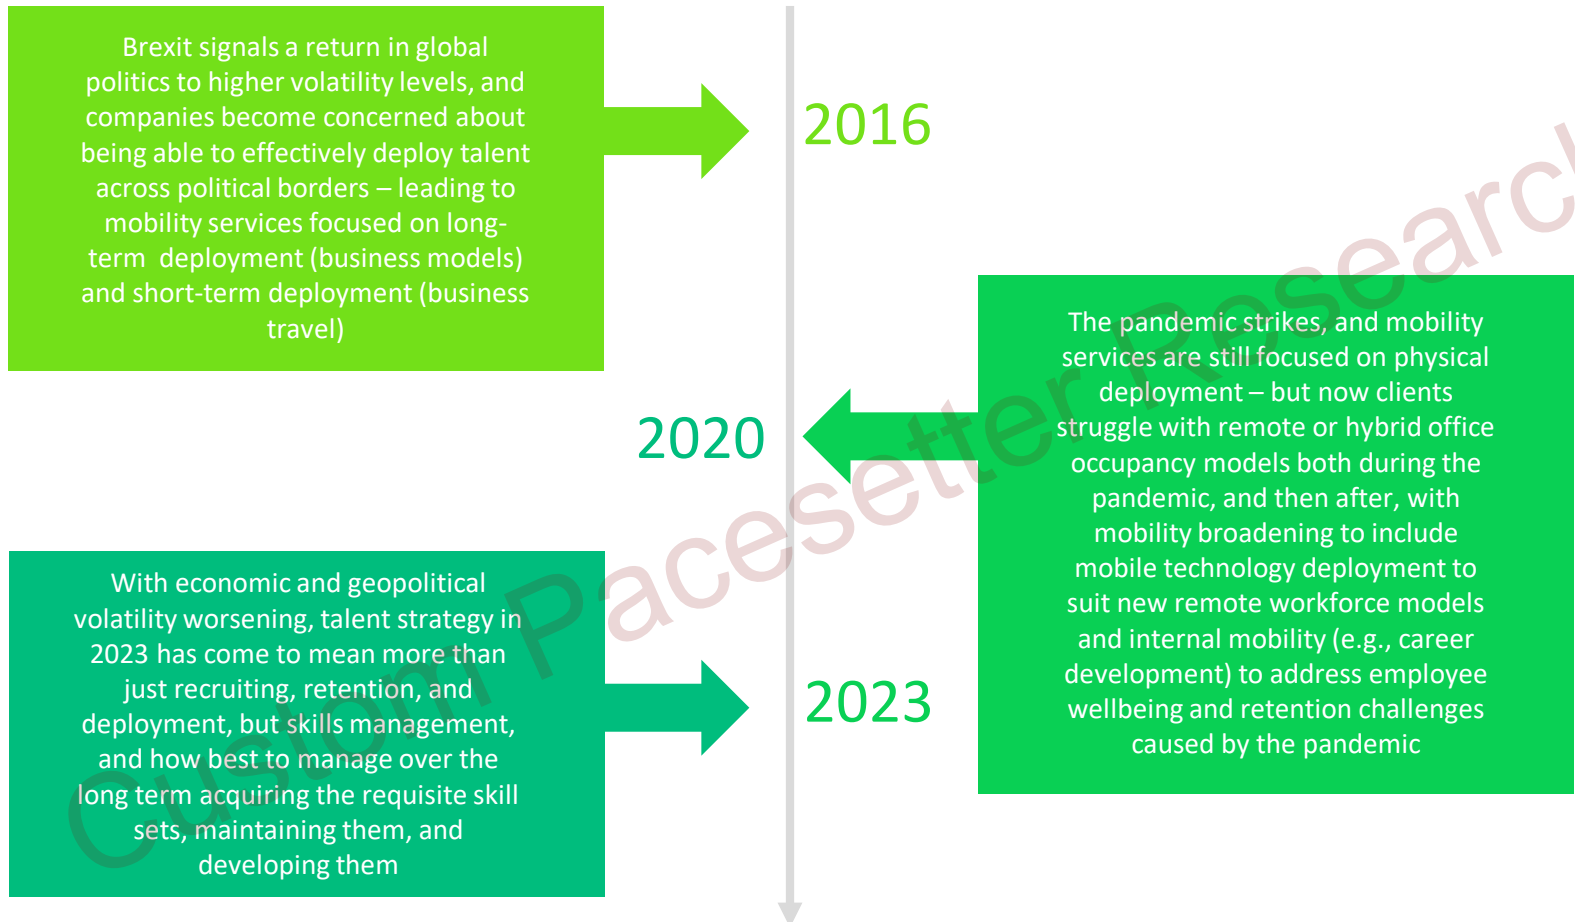 Brexit signals a return in global
politics to higher volatility levels, and
companies become concerned about
being able to effectively deploy talent
across political borders – leading to
mobility services focused on long-
term  deployment (business models)
and short-term deployment (business
travel)
2016
The pandemic strikes, and mobility
services are still focused on physical
deployment – but now clients
struggle with remote or hybrid office
occupancy models both during the
pandemic, and then after, with
mobility broadening to include
mobile technology deployment to
suit new remote workforce models
and internal mobility (e.g., career
development) to address employee
wellbeing and retention challenges
caused by the pandemic
2020
With economic and geopolitical
volatility worsening, talent strategy in
2023 has come to mean more than
just recruiting, retention, and
deployment, but skills management,
and how best to manage over the
long term acquiring the requisite skill
sets, maintaining them, and
developing them
2023
Custom Pacesetter Research